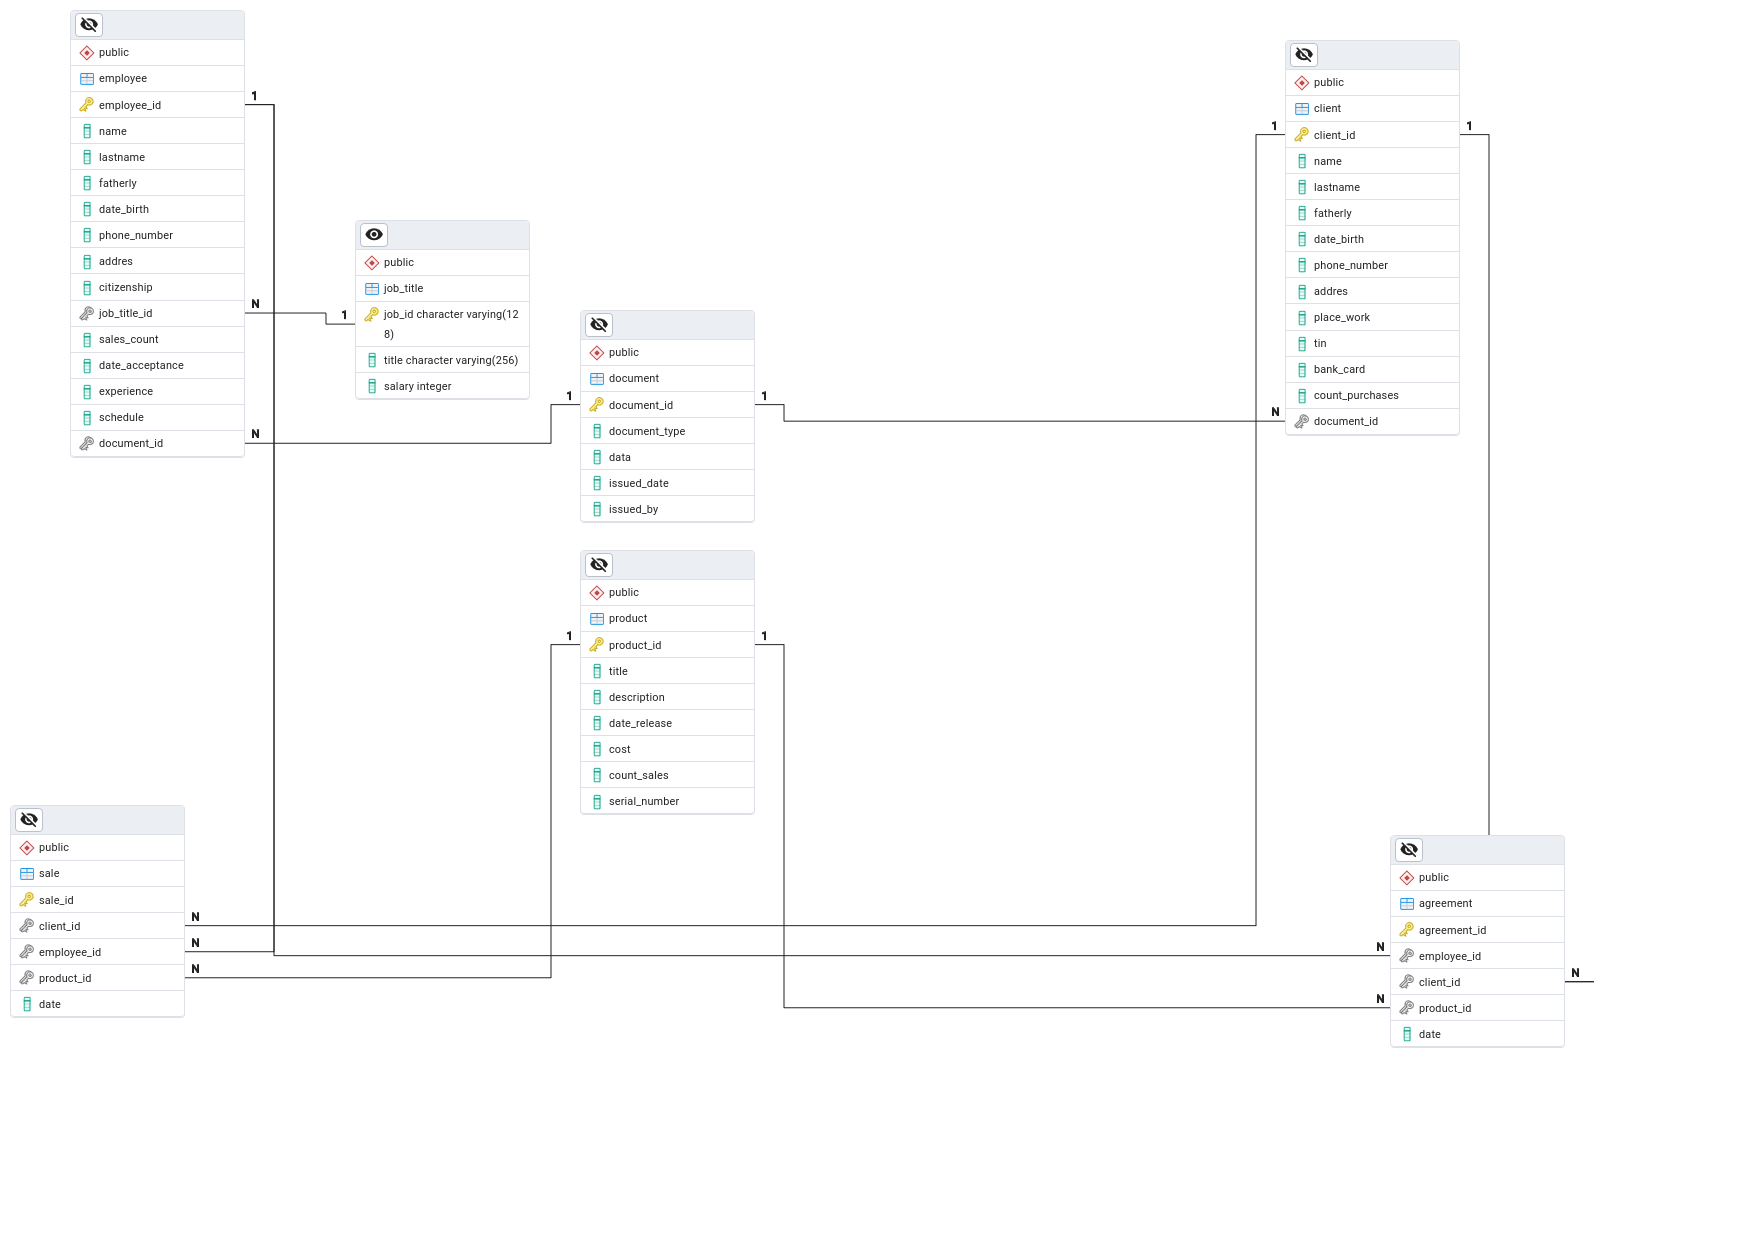 public
employee
employee_id
name
lastname
fatherly
date_birth
phone_number
addres
citizenship
job_title_id
sales_count
date_acceptance
experience
schedule
document_id
1
N
N
public
job_title
job_id character varying(12
8)
title character varying(256)
salary integer
1
public
document
document_id
document_type
data
issued_date
issued_by
1
1
public
client
client_id
name
lastname
fatherly
date_birth
phone_number
addres
place_work
tin
bank_card
count_purchases
document_id
1
1
N
public
product
product_id
title
description
date_release
cost
count_sales
serial_number
1
1
public
sale
sale_id
client_id
employee_id
product_id
date
N
N
N
public
agreement
agreement_id
employee_id
client_id
product_id
date
N
N
N